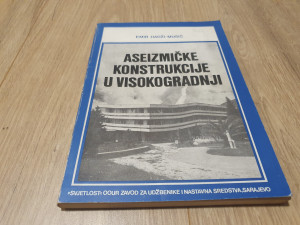 ASEIZMIČKE
KONSTRUKCIJE
U VISOKOGRADNJI
«SVJETLOST» OOUR ZAVOD ZA UDŽBENIKE I NASTAVNA SREDSTVA, SARAJEVO